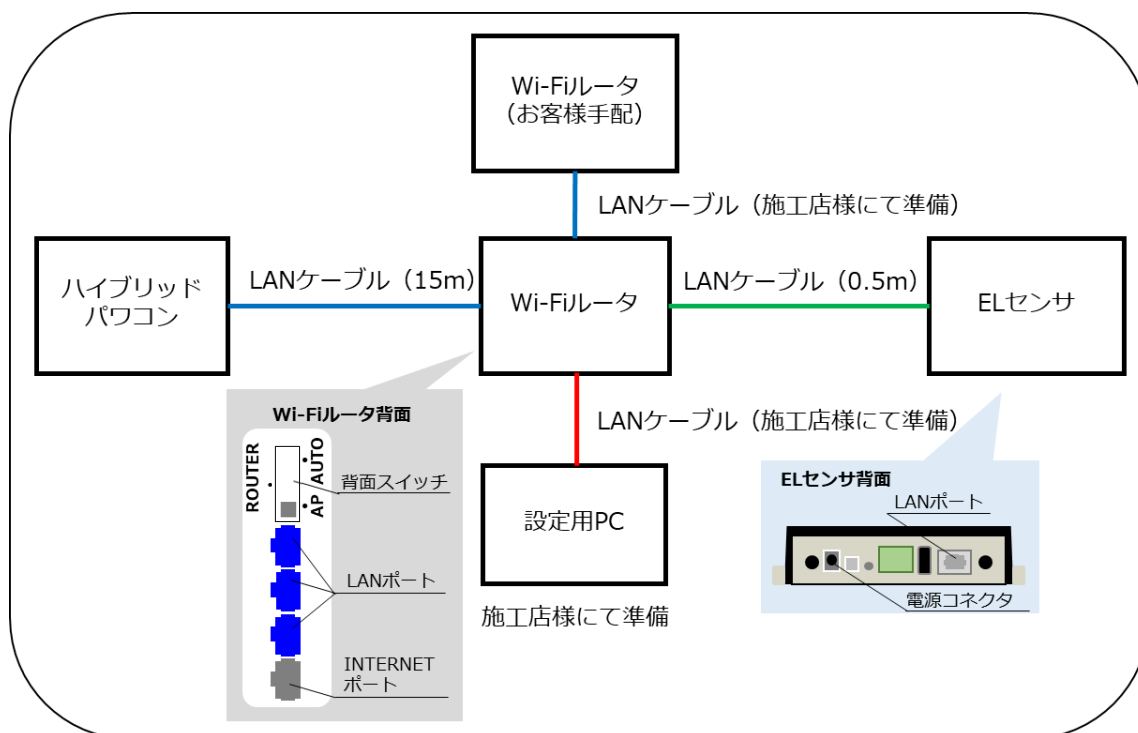 Wi-Fiルータ
（お客様手配）
LANケーブル（施工店様にて準備）
ハイブリッド
パワコン
LANケーブル（15m）
Wi-Fiルータ
LANケーブル（0.5m）
ELセンサ
LANケーブル（施工店様にて準備）
設定用PC
施工店様にて準備
Wi-Fiルータ背面
ROUTER
AUTO
AP
背面スイッチ
LANポート
INTERNET
ポート
ELセンサ背面
LANポート
電源コネクタ